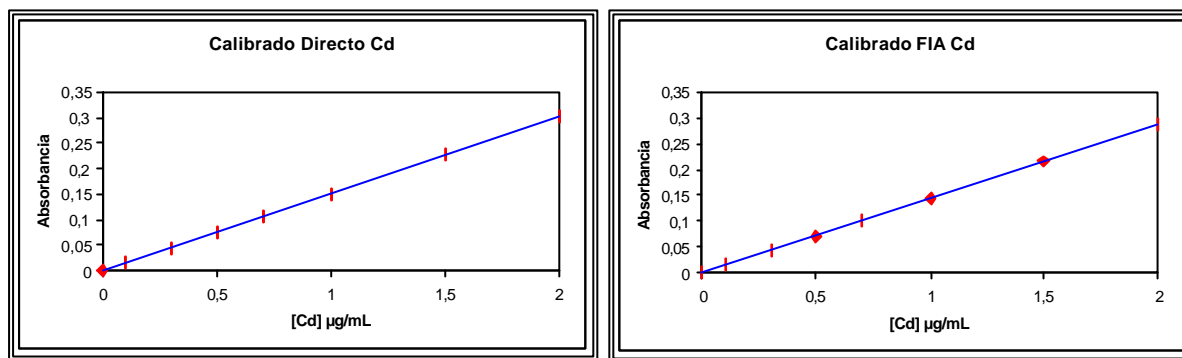 Calibrado Directo Cd
0,35
0,3
0,25
0,2
0,15
0,1
0,05
0
Absorbancia
0 0,5 1 1,5 2
[Cd] µg/mL
Calibrado FIA Cd
0,35
0,3
0,25
0,2
0,15
0,1
0,05
0
Absorbancia
0 0,5 1 1,5 2
[Cd] µg/mL